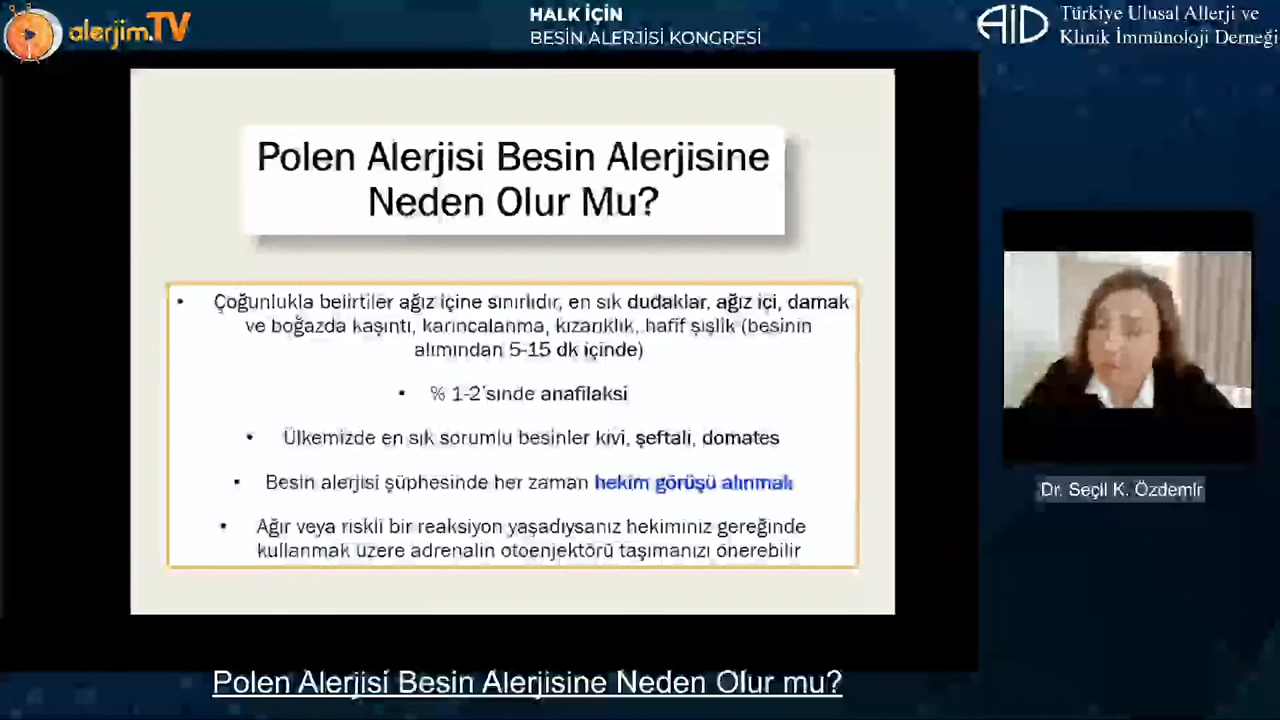 alerjim.TV
HALK İÇİN
BESİN ALERJİSİ KONGRESİ
AİD
Türkiye Ulusal Allerji ve
Klinik İmmünoloji Derneği
Polen Alerjisi Besin Alerjisine
Neden Olur Mu?
• Çoğunlukla belirtiler ağız içine sınırlıdır, en sık dudaklar, ağız içi, damak
ve boğazda kaşıntı, karıncalanma, kızarıklık, hafif şişlik (besinin
alımından 5-15 dk içinde)
• % 1-2'sinde anafilaksi
• Ülkemizde en sık sorumlu besinler kivi, şeftali, domates
• Besin alerjisi şüphesinde her zaman hekim görüşü alınmalı
• Ağır veya riskli bir reaksiyon yaşadıysanız hekiminiz gereğinde
kullanmak üzere adrenalin otoenjektörü taşımanızı önerebilir
Dr. Seçil K. Özdemir
Polen Alerjisi Besin Alerjisine Neden Olur mu?